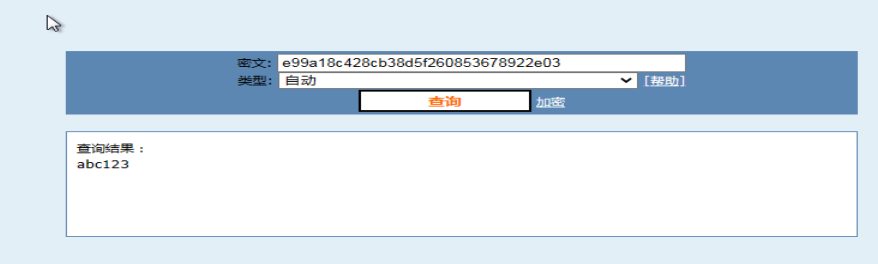 密文: e99a18c428cb38d5f260853678922e03
类型: 自动 [帮助]
查询 加密
查询结果：
abc123